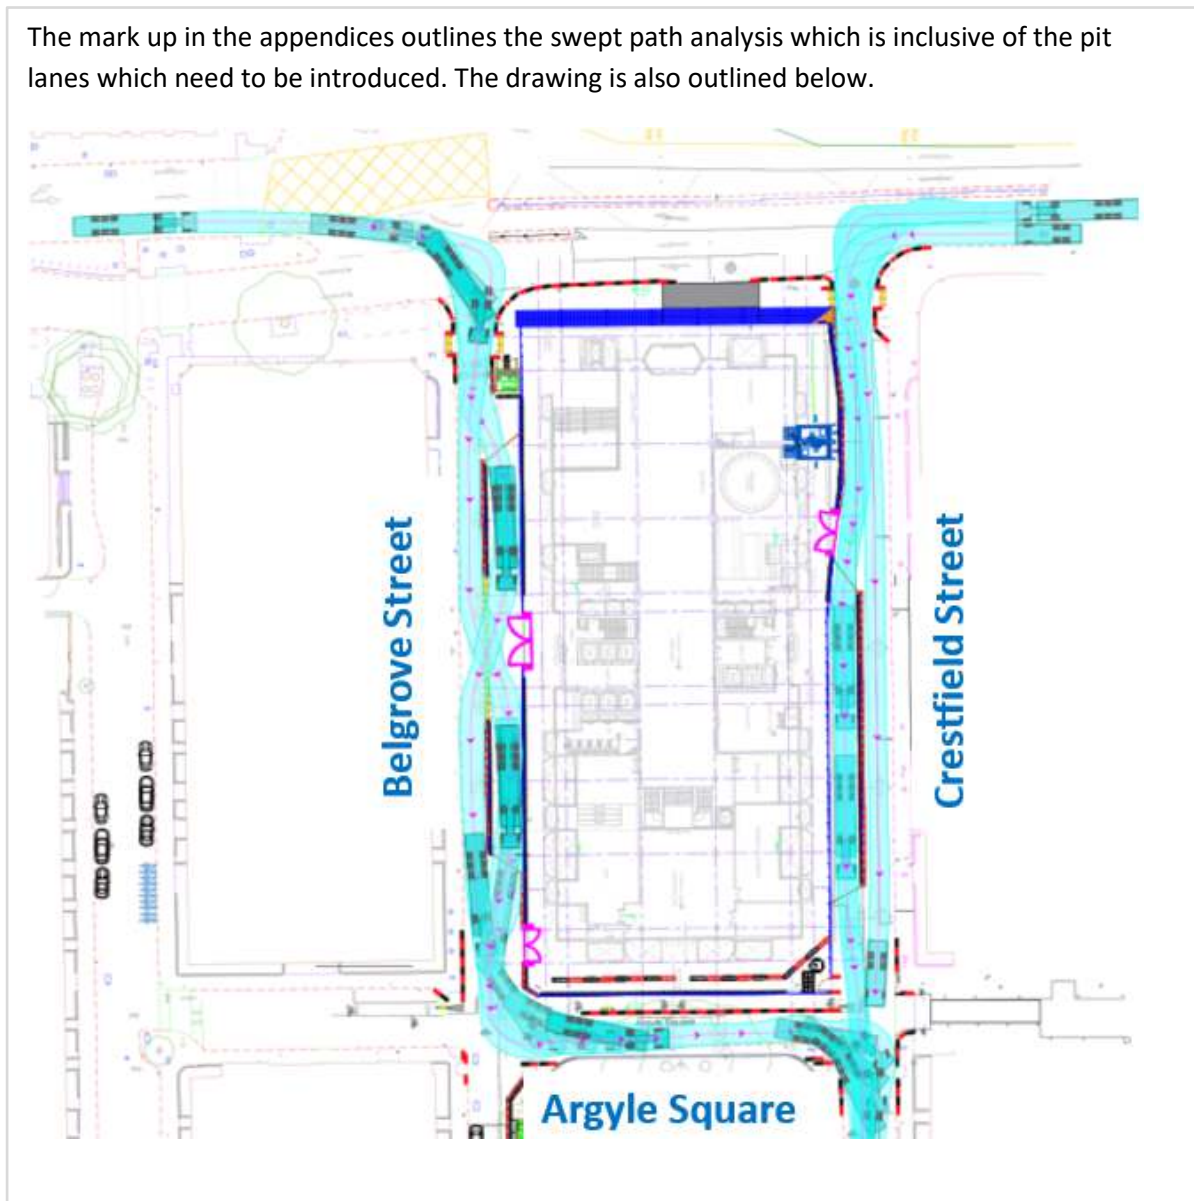 The mark up in the appendices outlines the swept path analysis which is inclusive of the pit
lanes which need to be introduced. The drawing is also outlined below.
Belgrove Street
Crestfield Street
Argyle Square